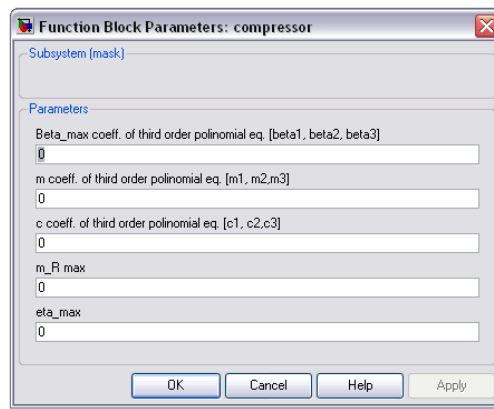 Function Block Parameters: compressor
Subsystem (mask)
Parameters
Beta_max coeff. of third order polinomial eq. [beta1, beta2, beta3]
0
m coeff. of third order polinomial eq. [m1, m2,m3]
0
c coeff. of third order polinomial eq. [c1, c2,c3]
0
m_R max
0
eta_max
0
OK Cancel Help Apply